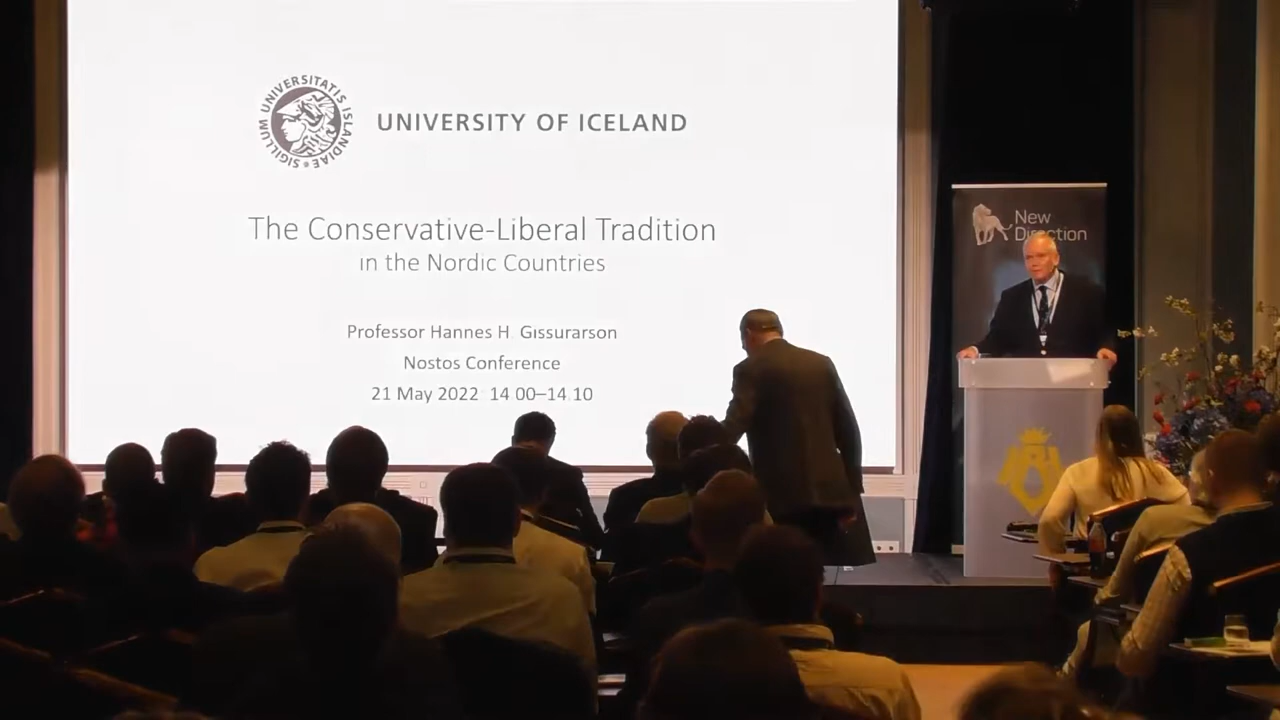 SIGILLUM UNIVERSITATIS ISLANDIAE
UNIVERSITY OF ICELAND
The Conservative-Liberal Tradition
in the Nordic Countries
Professor Hannes H. Gissurarson
Nostos Conference
21 May 2022 14 00–14.10
New
Direction